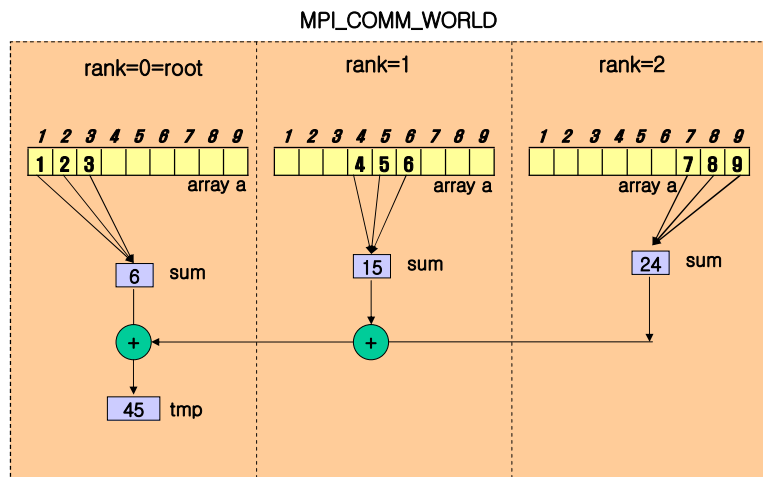 MPI_COMM_WORLD
rank=0=root rank=1 rank=2
1 2 3 4 5 6 7 8 9 1 2 3 4 5 6 7 8 9 1 2 3 4 5 6 7 8 9
1 2 3 4 5 6 7 8 9
array a array a array a
6 sum 15 sum 24 sum
+ +
45 tmp